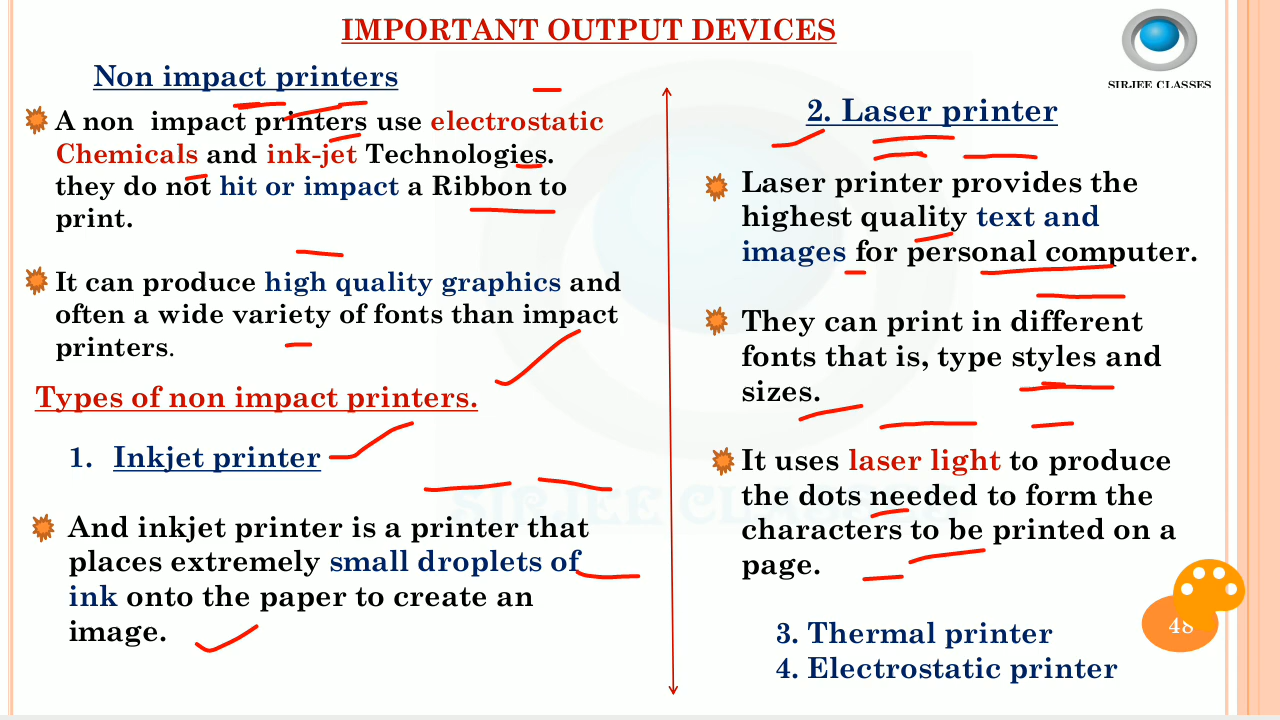 IMPORTANT OUTPUT DEVICES
SIRJEE CLASSES
Non impact printers
A non impact printers use electrostatic
Chemicals and ink-jet Technologies.
they do not hit or impact a Ribbon to
print.
It can produce high quality graphics and
often a wide variety of fonts than impact
printers.
Types of non impact printers.
1. Inkjet printer
And inkjet printer is a printer that
places extremely small droplets of
ink onto the paper to create an
image.
2. Laser printer
Laser printer provides the
highest quality text and
images for personal computer.
They can print in different
fonts that is, type styles and
sizes.
It uses laser light to produce
the dots needed to form the
characters to be printed on a
page.
3. Thermal printer
4. Electrostatic printer
48
SIRJEE CLASSES